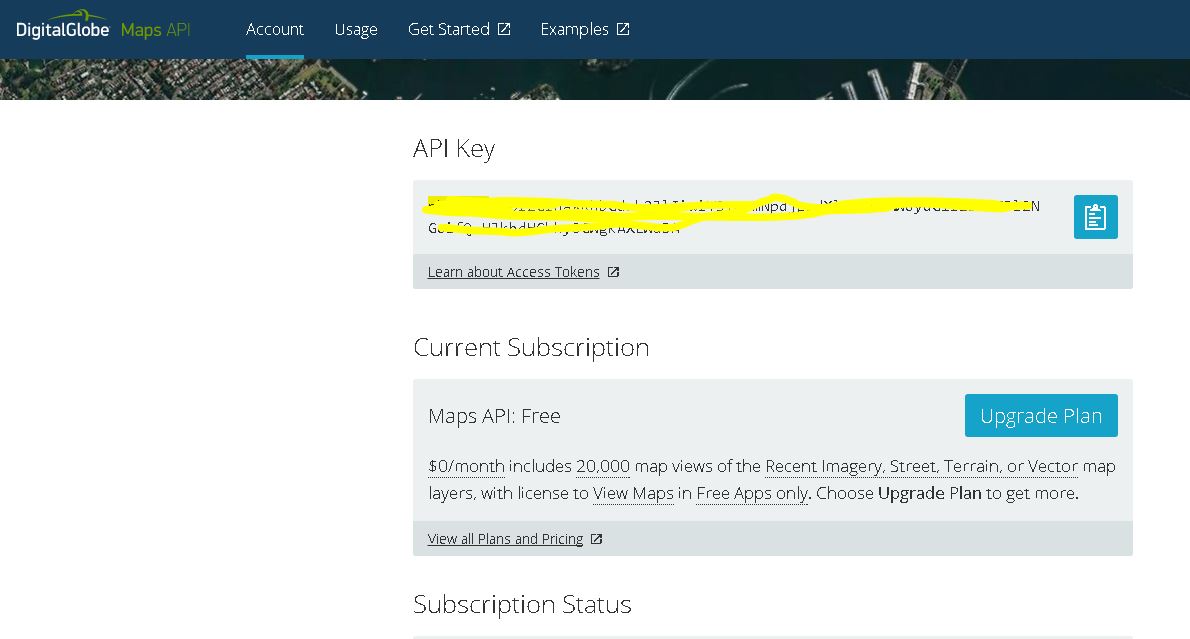 DigitalGlobe Maps API Account Usage Get Started Examples
API Key
Learn about Access Tokens
Current Subscription
Maps API: Free Upgrade Plan
$0/month includes 20,000 map views of the Recent Imagery, Street, Terrain, or Vector map
layers, with license to View Maps in Free Apps only. Choose Upgrade Plan to get more.
View all Plans and Pricing
Subscription Status